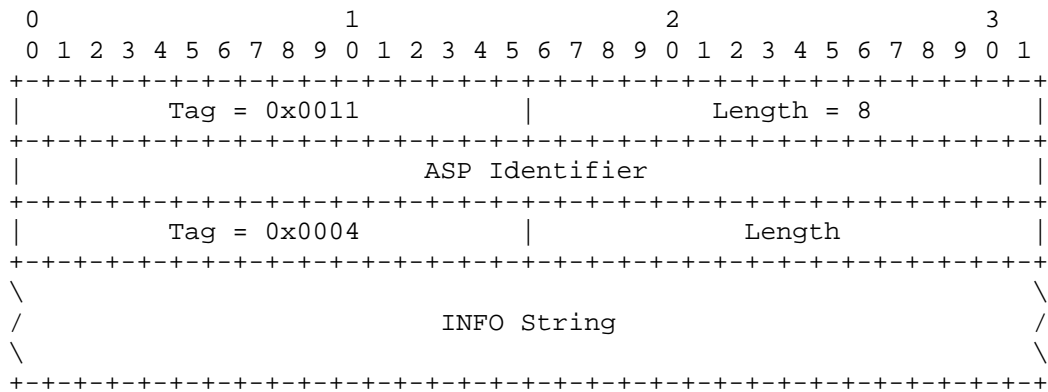 0                   1                   2                   3
 0 1 2 3 4 5 6 7 8 9 0 1 2 3 4 5 6 7 8 9 0 1 2 3 4 5 6 7 8 9 0 1
+-+-+-+-+-+-+-+-+-+-+-+-+-+-+-+-+-+-+-+-+-+-+-+-+-+-+-+-+-+-+-+-+
|         Tag = 0x0011          |           Length = 8          |
+-+-+-+-+-+-+-+-+-+-+-+-+-+-+-+-+-+-+-+-+-+-+-+-+-+-+-+-+-+-+-+-+
|                         ASP Identifier                        |
+-+-+-+-+-+-+-+-+-+-+-+-+-+-+-+-+-+-+-+-+-+-+-+-+-+-+-+-+-+-+-+-+
|         Tag = 0x0004          |             Length            |
+-+-+-+-+-+-+-+-+-+-+-+-+-+-+-+-+-+-+-+-+-+-+-+-+-+-+-+-+-+-+-+-+
\                                                               \
/                          INFO String                          /
\                                                               \
+-+-+-+-+-+-+-+-+-+-+-+-+-+-+-+-+-+-+-+-+-+-+-+-+-+-+-+-+-+-+-+-+